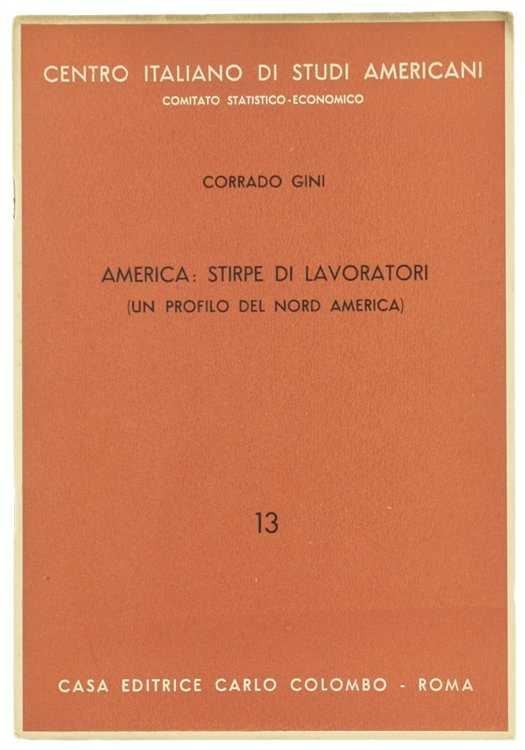 CENTRO ITALIANO DI STUDI AMERICANI
COMITATO STATISTICO-ECONOMICO
CORRADO GINI
AMERICA: STIRPE DI LAVORATORI
(UN PROFILO DEL NORD AMERICA)
13
CASA EDITRICE CARLO COLOMBO - ROMA